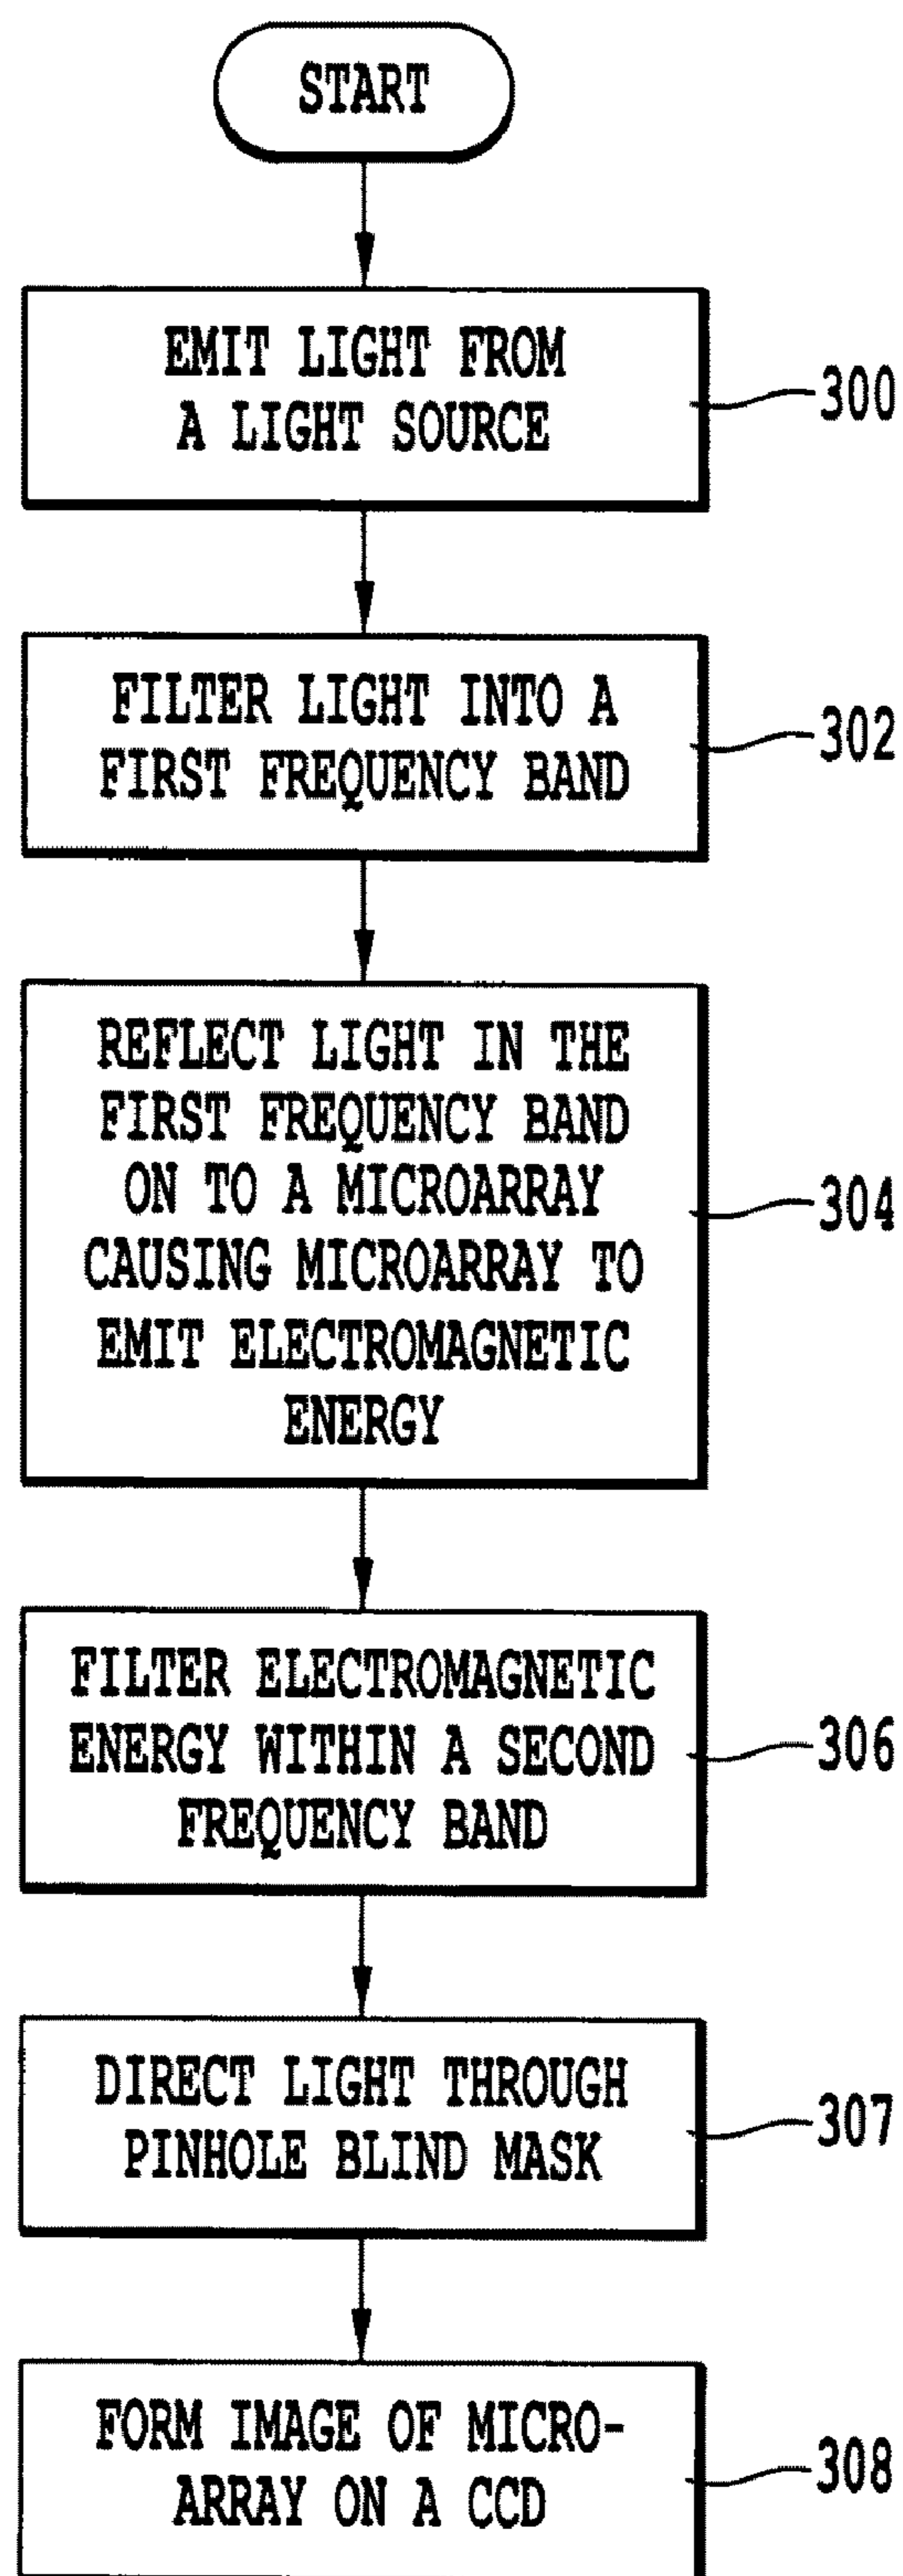 START
EMIT LIGHT FROM
A LIGHT SOURCE
300
FILTER LIGHT INTO A
FIRST FREQUENCY BAND
302
REFLECT LIGHT IN THE
FIRST FREQUENCY BAND
ON TO A MICROARRAY
CAUSING MICROARRAY TO
EMIT ELECTROMAGNETIC
ENERGY
304
FILTER ELECTROMAGNETIC
ENERGY WITHIN A SECOND
FREQUENCY BAND
306
DIRECT LIGHT THROUGH
PINHOLE BLIND MASK
307
FORM IMAGE OF MICRO-
ARRAY ON A CCD
308